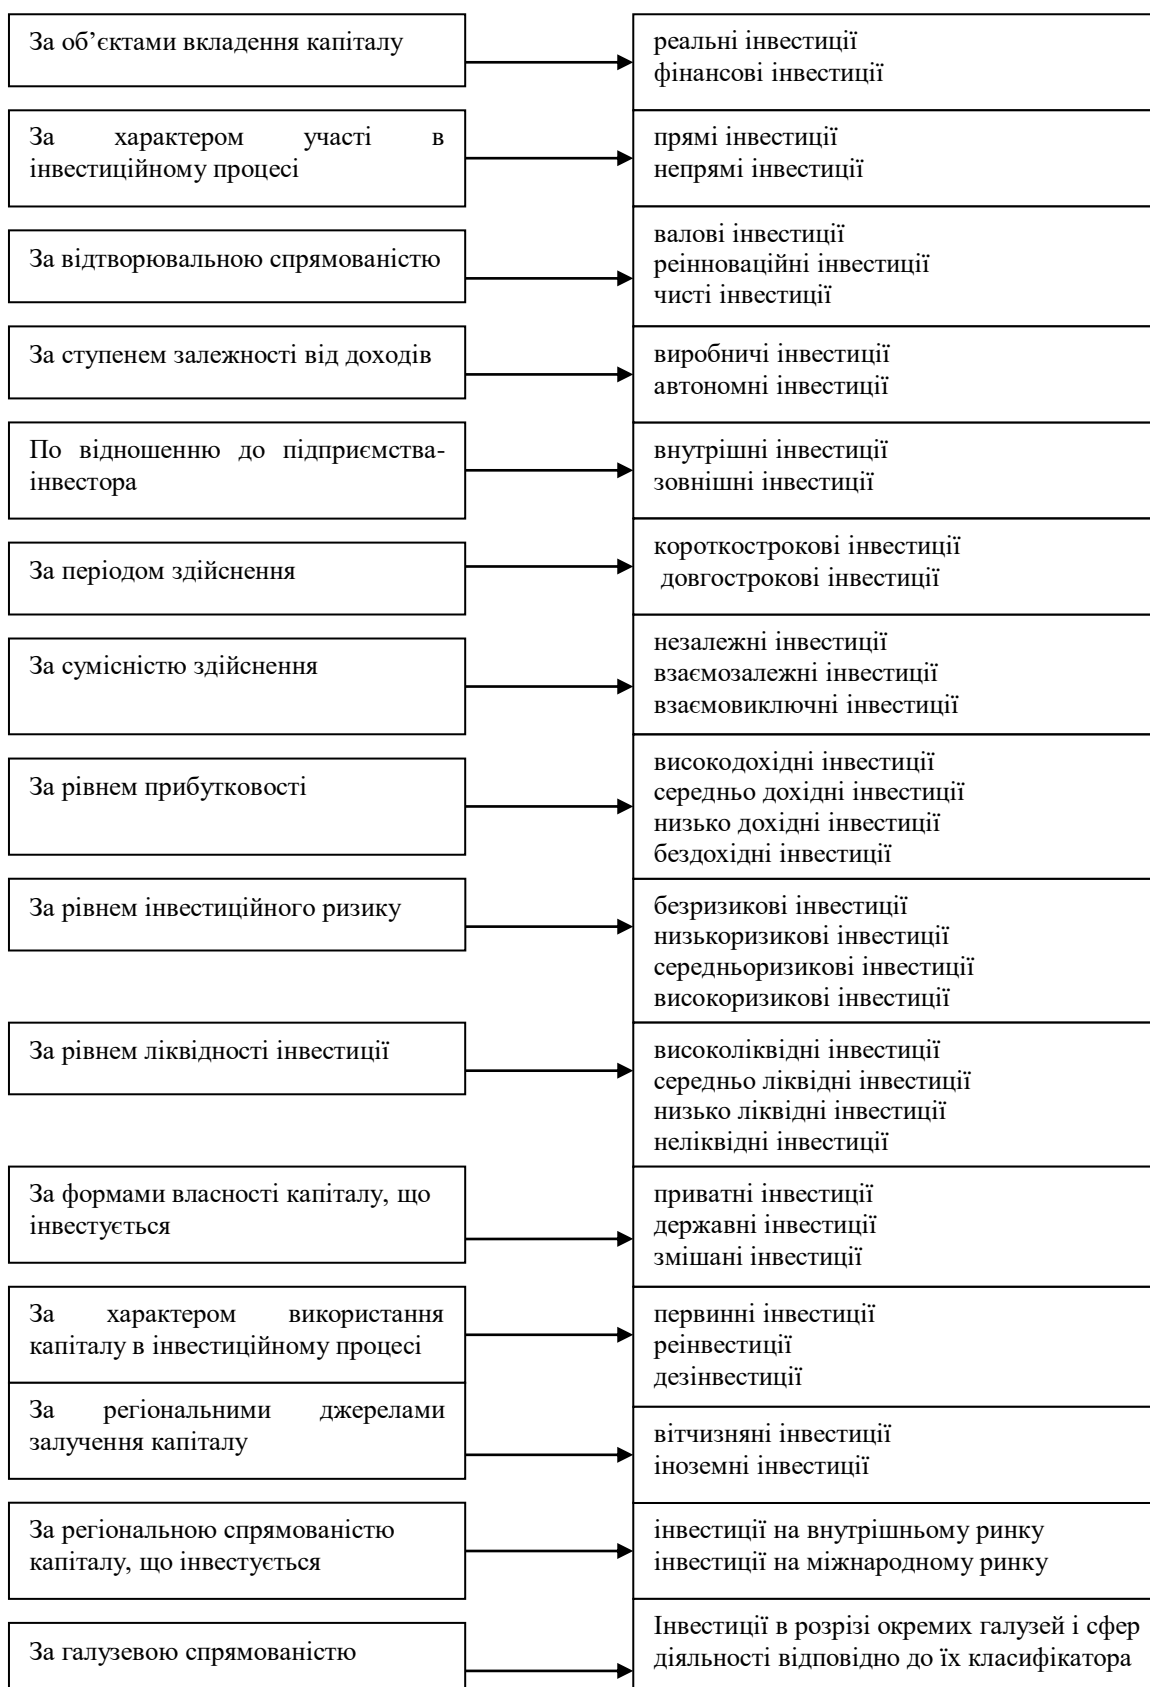 За об’єктами вкладення капіталу
реальні інвестиції
фінансові інвестиції
За характером участі в
інвестиційному процесі
прямі інвестиції
непрямі інвестиції
За відтворювальною спрямованістю
валові інвестиції
реінноваційні інвестиції
чисті інвестиції
За ступенем залежності від доходів
виробничі інвестиції
автономні інвестиції
По відношенню до підприємства-
інвестора
внутрішні інвестиції
зовнішні інвестиції
За періодом здійснення
короткострокові інвестиції
довгострокові інвестиції
За сумісністю здійснення
незалежні інвестиції
взаємозалежні інвестиції
взаємовиключні інвестиції
За рівнем прибутковості
високодохідні інвестиції
середньо дохідні інвестиції
низько дохідні інвестиції
бездохідні інвестиції
За рівнем інвестиційного ризику
безризикові інвестиції
низькоризикові інвестиції
середньоризикові інвестиції
високоризикові інвестиції
За рівнем ліквідності інвестиції
високоліквідні інвестиції
середньо ліквідні інвестиції
низько ліквідні інвестиції
неліквідні інвестиції
За формами власності капіталу, що
інвестується
приватні інвестиції
державні інвестиції
змішані інвестиції
За характером використання
капіталу в інвестиційному процесі
первинні інвестиції
реінвестиції
дезінвестиції
За регіональними джерелами
залучення капіталу
вітчизняні інвестиції
іноземні інвестиції
За регіональною спрямованістю
капіталу, що інвестується
інвестиції на внутрішньому ринку
інвестиції на міжнародному ринку
За галузевою спрямованістю
Інвестиції в розрізі окремих галузей і сфер
діяльності відповідно до їх класифікатора